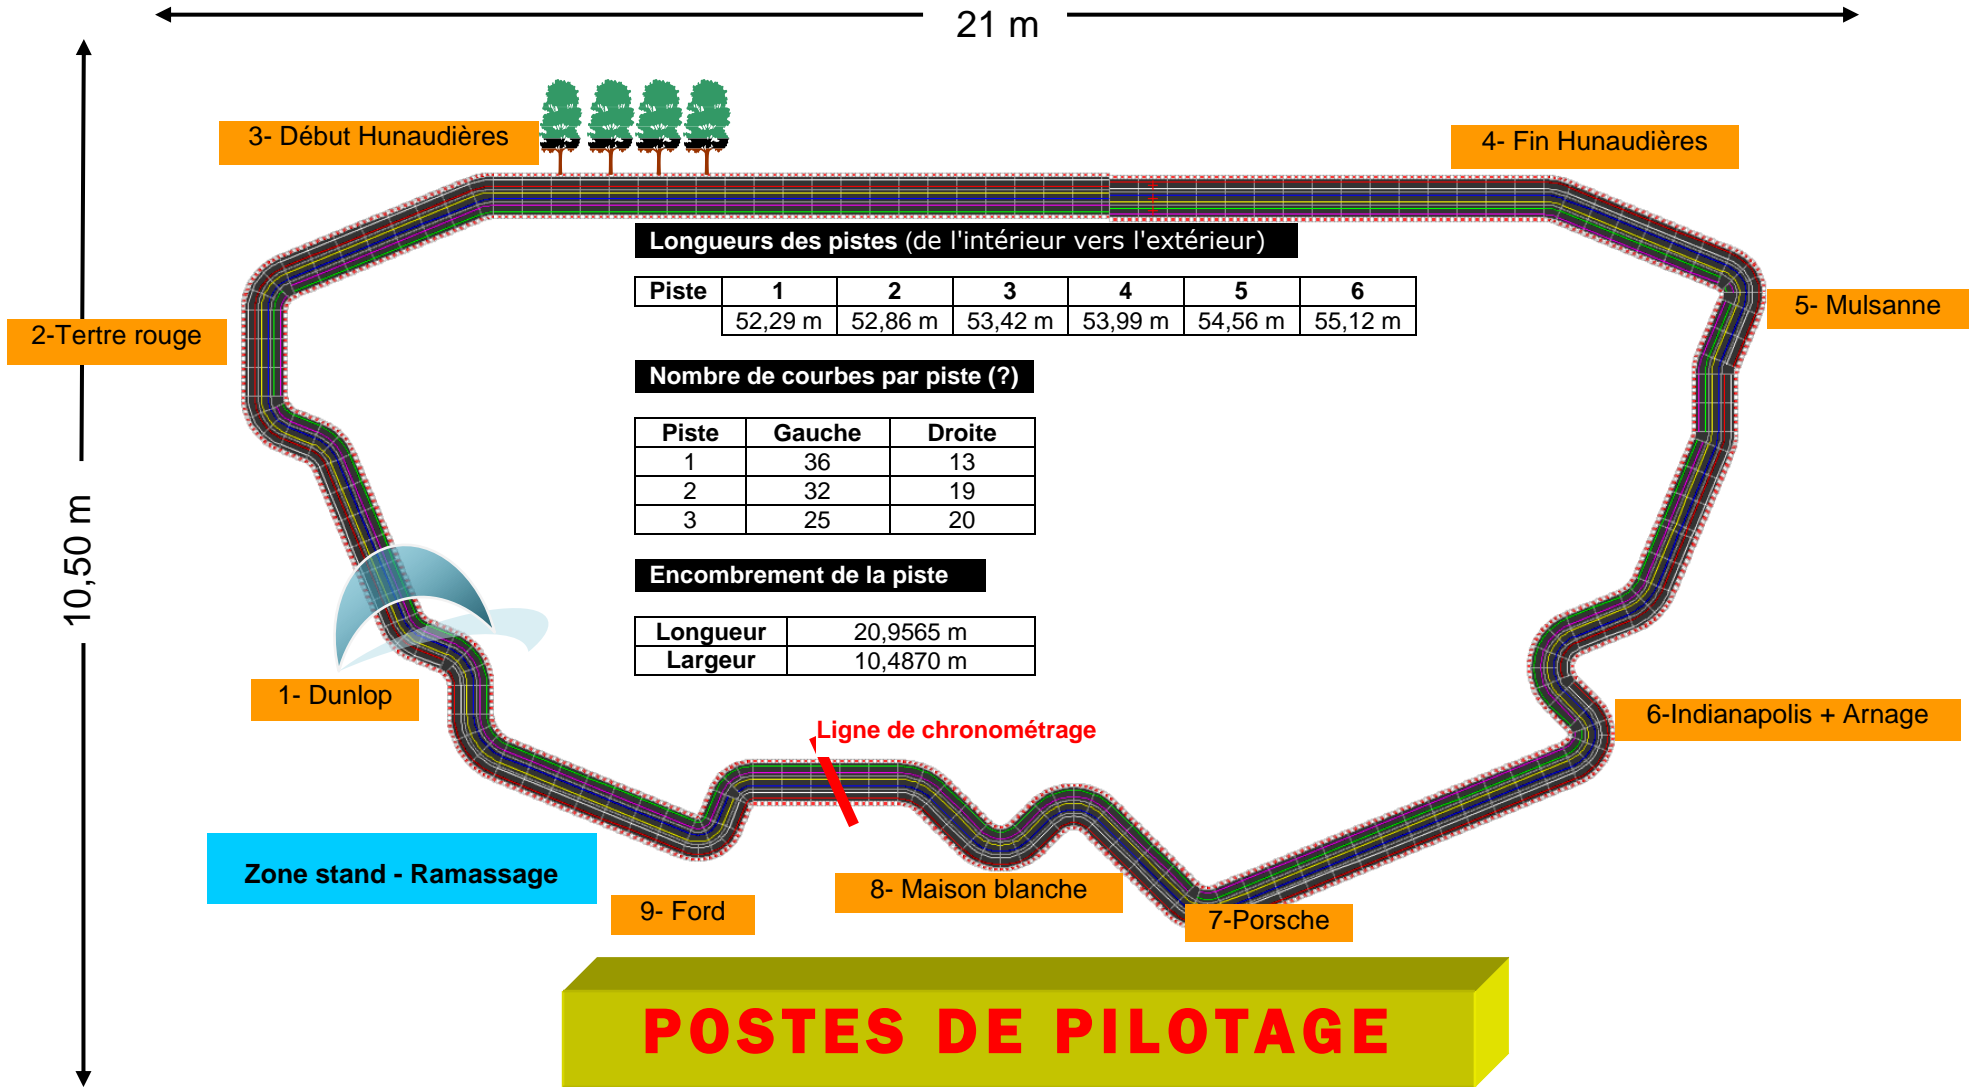 21 m
3- Début Hunaudières
4- Fin Hunaudières
Longueurs des pistes (de l'intérieur vers l'extérieur)
Piste 1 2 3 4 5 6
52,29 m 52,86 m 53,42 m 53,99 m 54,56 m 55,12 m
2-Tertre rouge
5- Mulsanne
Nombre de courbes par piste (?)
Piste Gauche Droite
1 36 13
2 32 19
3 25 20
10,50 m
Encombrement de la piste
Longueur 20,9565 m
Largeur 10,4870 m
1- Dunlop
6-Indianapolis + Arnage
Ligne de chronométrage
Zone stand - Ramassage
8- Maison blanche
9- Ford
7-Porsche
POSTES DE PILOTAGE